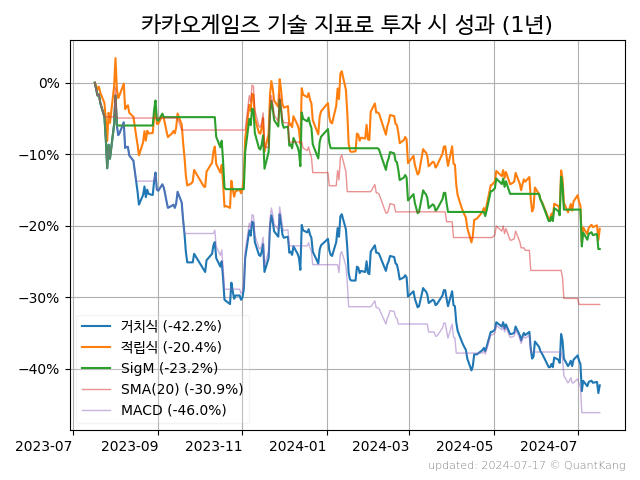 카카오게임즈 기술 지표로 투자 시 성과 (1년)
0%
−10%
−20%
−30%
−40%
거치식 (-42.2%)
적립식 (-20.4%)
SigM (-23.2%)
SMA(20) (-30.9%)
MACD (-46.0%)
2023-07 2023-09 2023-11 2024-01 2024-03 2024-05 2024-07
updated: 2024-07-17 © QuantKang